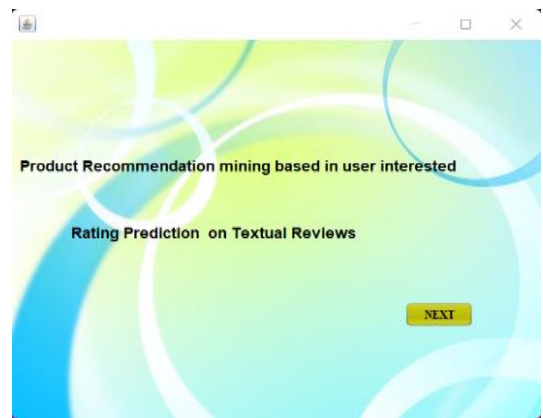 Product Recommendation mining based in user interested
Rating Prediction on Textual Reviews
NEXT